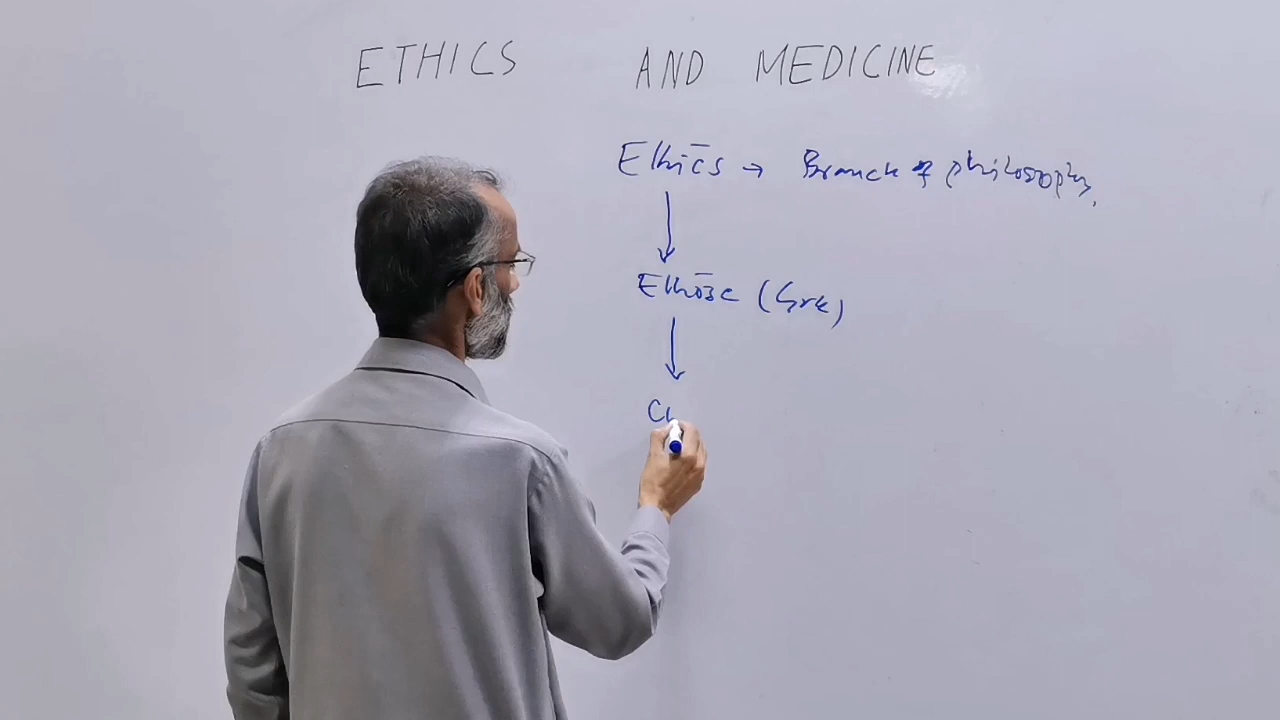 ETHICS AND MEDICINE
Ethics → Branch of philosophy.
Ethose (Grk)